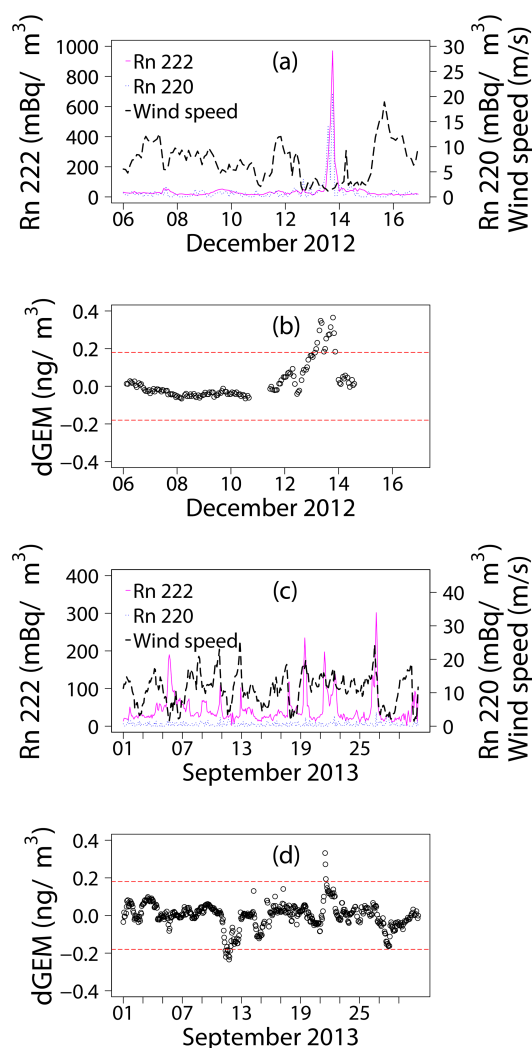 Rn 222 (mBq/ m³)
1000
800
600
400
200
0
(a)
Rn 222
Rn 220
Wind speed
30
25
20
15
10
5
0
Rn 220 (mBq/ m³)
Wind speed (m/s)
06 08 10 12 14 16
December 2012
dGEM (ng/ m³)
0.4
0.2
0.0
−0.2
−0.4
(b)
06 08 10 12 14 16
December 2012
Rn 222 (mBq/ m³)
400
300
200
100
0
(c)
Rn 222
Rn 220
Wind speed
40
30
20
10
0
Rn 220 (mBq/ m³)
Wind speed (m/s)
01 07 13 19 25
September 2013
dGEM (ng/ m³)
0.4
0.2
0.0
−0.2
−0.4
(d)
01 07 13 19 25
September 2013